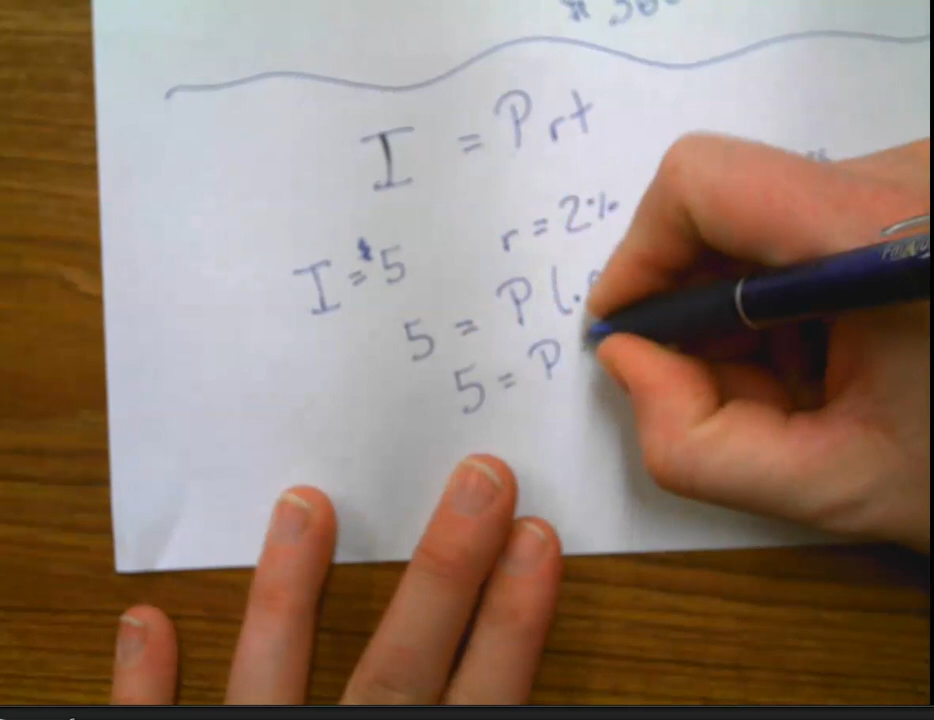 I = Prt
I = $5 r = 2%
5 = P(.
5 = P